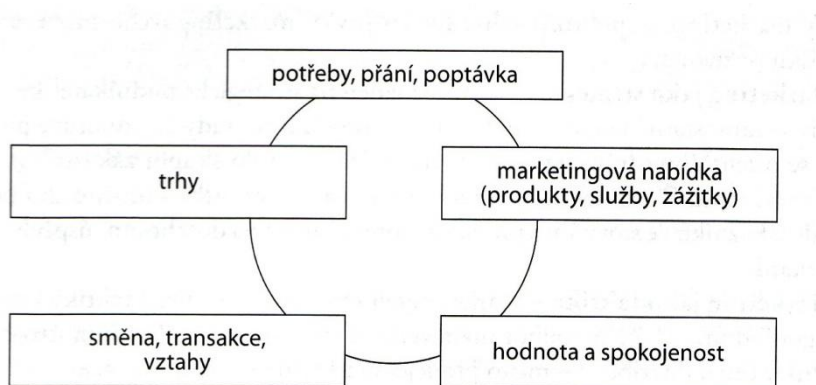 potřeby, přání, poptávka
trhy
marketingová nabídka
(produkty, služby, zážitky)
směna, transakce,
vztahy
hodnota a spokojenost